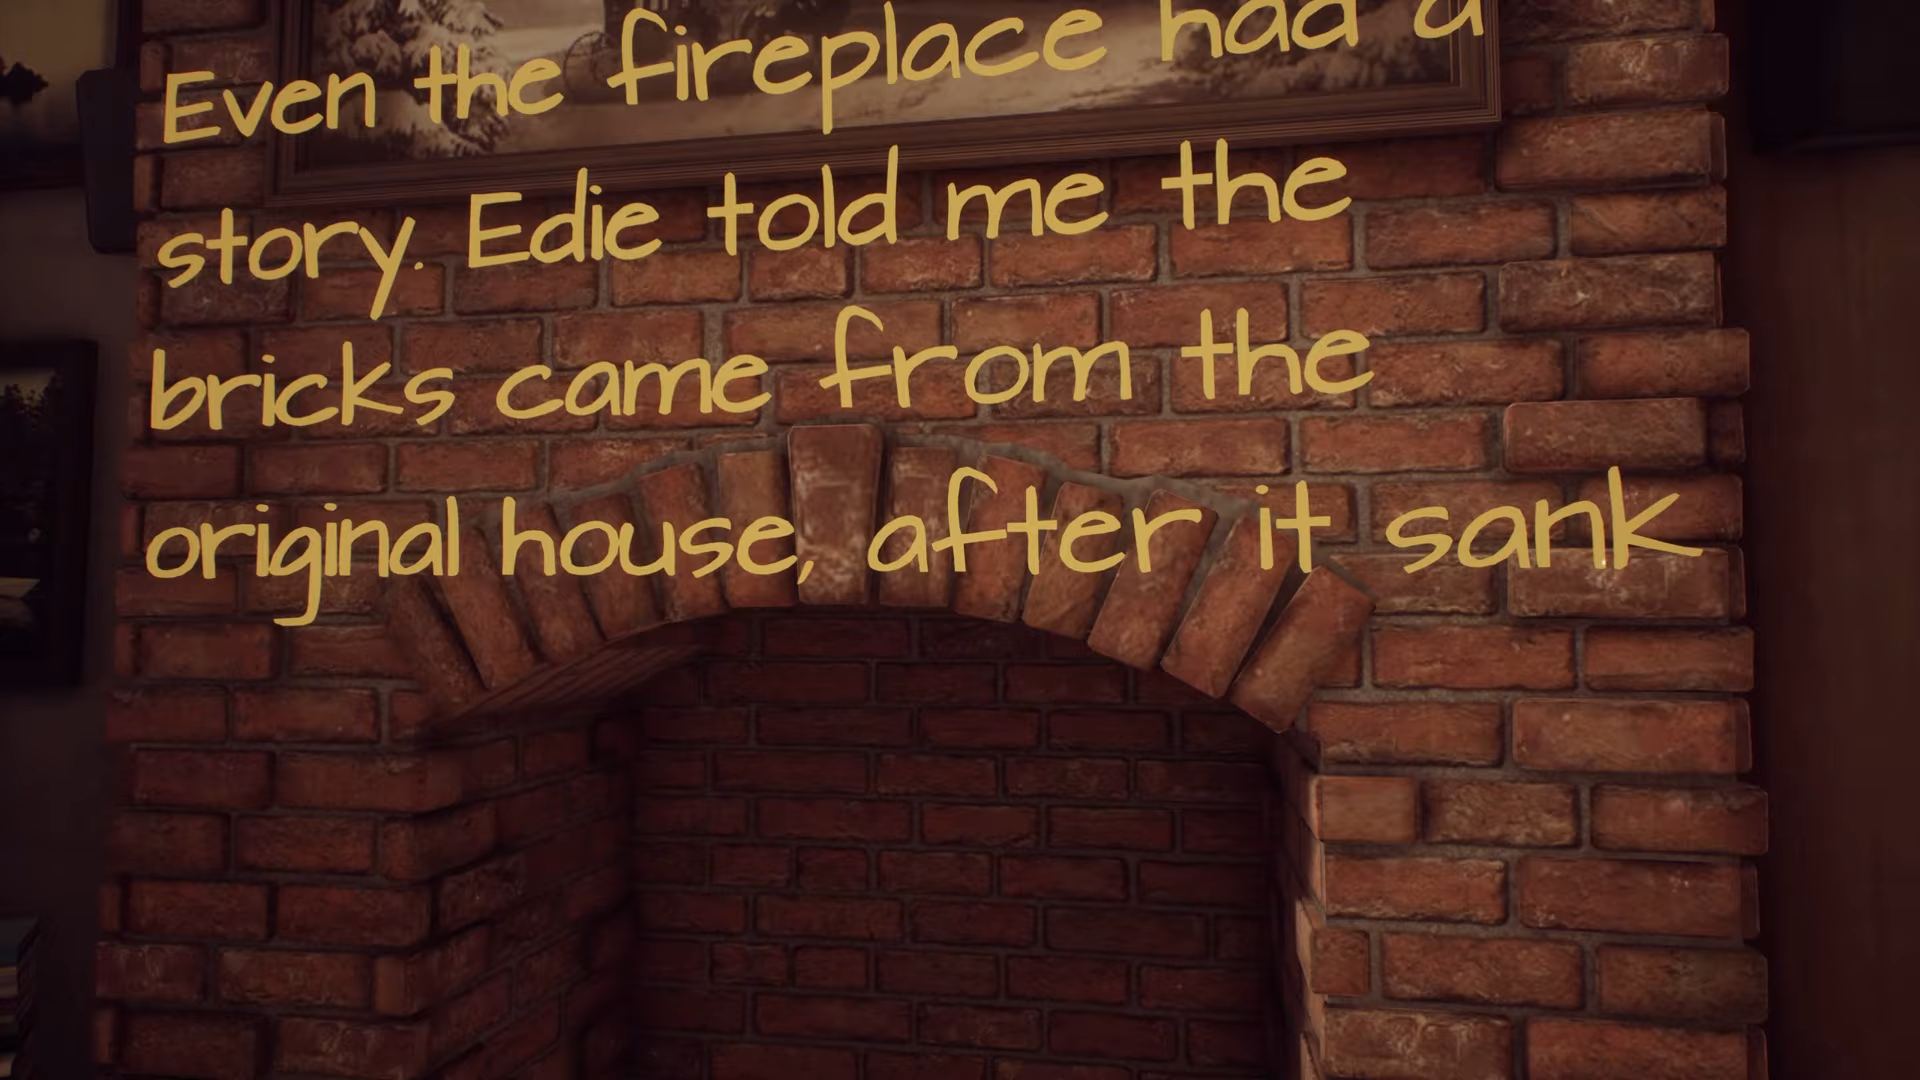 Even the fireplace had a
story. Edie told me the
bricks came from the
original house, after it sank